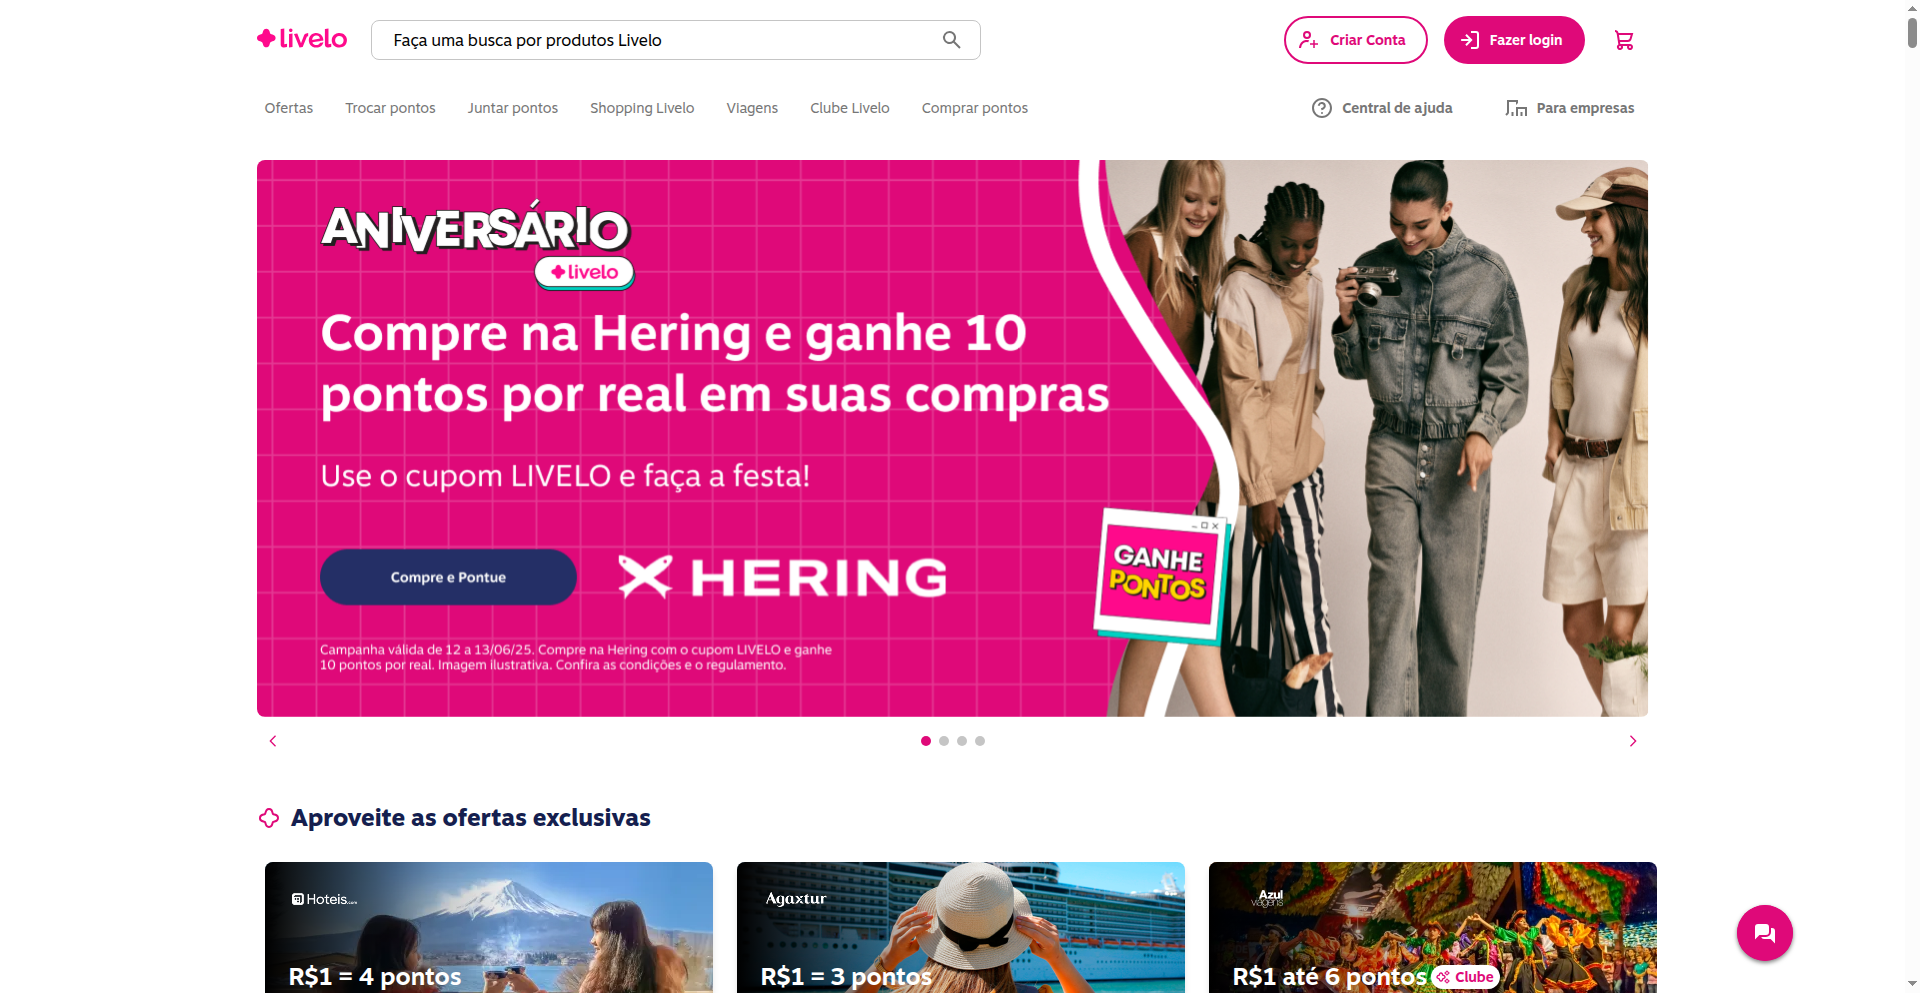 livelo
Faça uma busca por produtos Livelo
Criar Conta
Fazer login
Ofertas
Trocar pontos
Juntar pontos
Shopping Livelo
Viagens
Clube Livelo
Comprar pontos
Central de ajuda
Para empresas
ANIVERSÁRIO
livelo
Compre na Hering e ganhe 10
pontos por real em suas compras
Use o cupom LIVELO e faça a festa!
Compre e Pontue
HERING
GANHE
PONTOS
Campanha válida de 12 a 13/06/25. Compre na Hering com o cupom LIVELO e ganhe
10 pontos por real. Imagem ilustrativa. Confira as condições e o regulamento.
Aproveite as ofertas exclusivas
Hoteis.com
R$1 = 4 pontos
Agaxtur
R$1 = 3 pontos
Azul
viagens
R$1 até 6 pontos
Clube